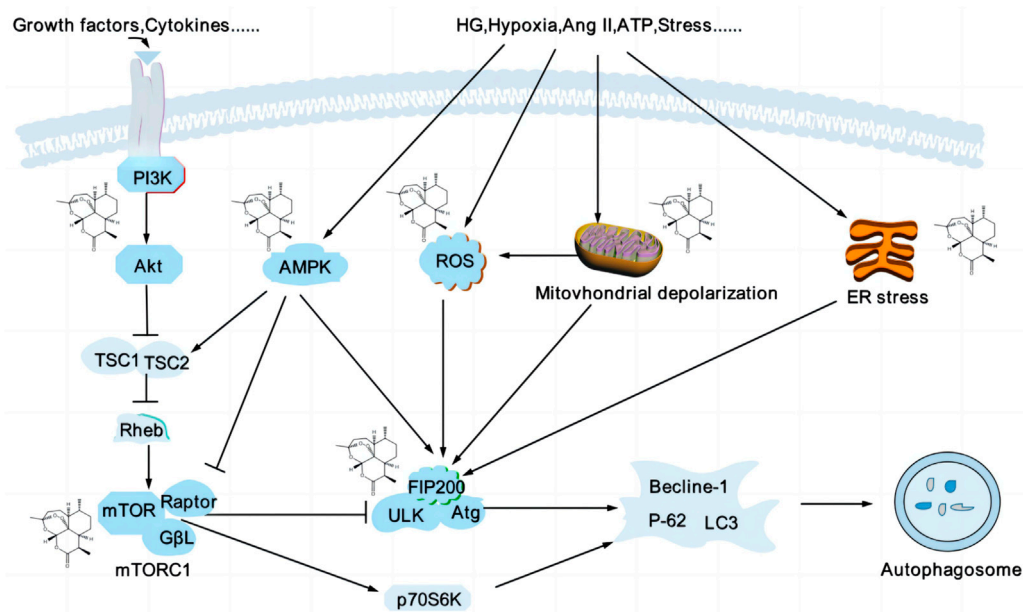 Growth factors,Cytokines......
HG,Hypoxia,Ang II,ATP,Stress......
PI3K
Akt
AMPK
ROS
Mitovhondrial depolarization
ER stress
TSC1
TSC2
Rheb
mTOR
Raptor
GβL
mTORC1
FIP200
ULK
Atg
Becline-1
P-62
LC3
p70S6K
Autophagosome